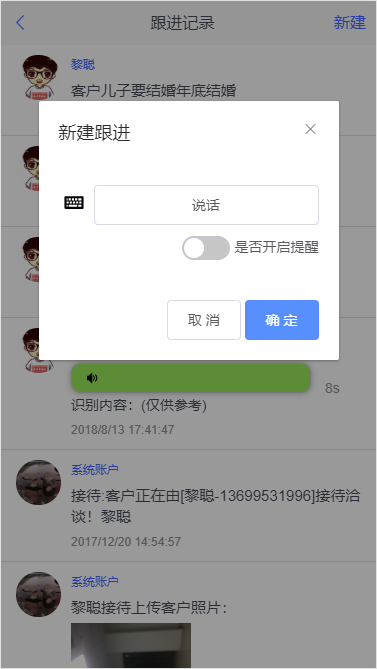 跟进记录
新建
黎聪
客户儿子要结婚年底结婚
新建跟进
说话
是否开启提醒
取消
确定
8s
识别内容：(仅供参考)
2018/8/13 17:41:47
系统账户
接待:客户正在由[黎聪-13699531996]接待洽
谈！黎聪
2017/12/20 14:54:57
系统账户
黎聪接待上传客户照片：